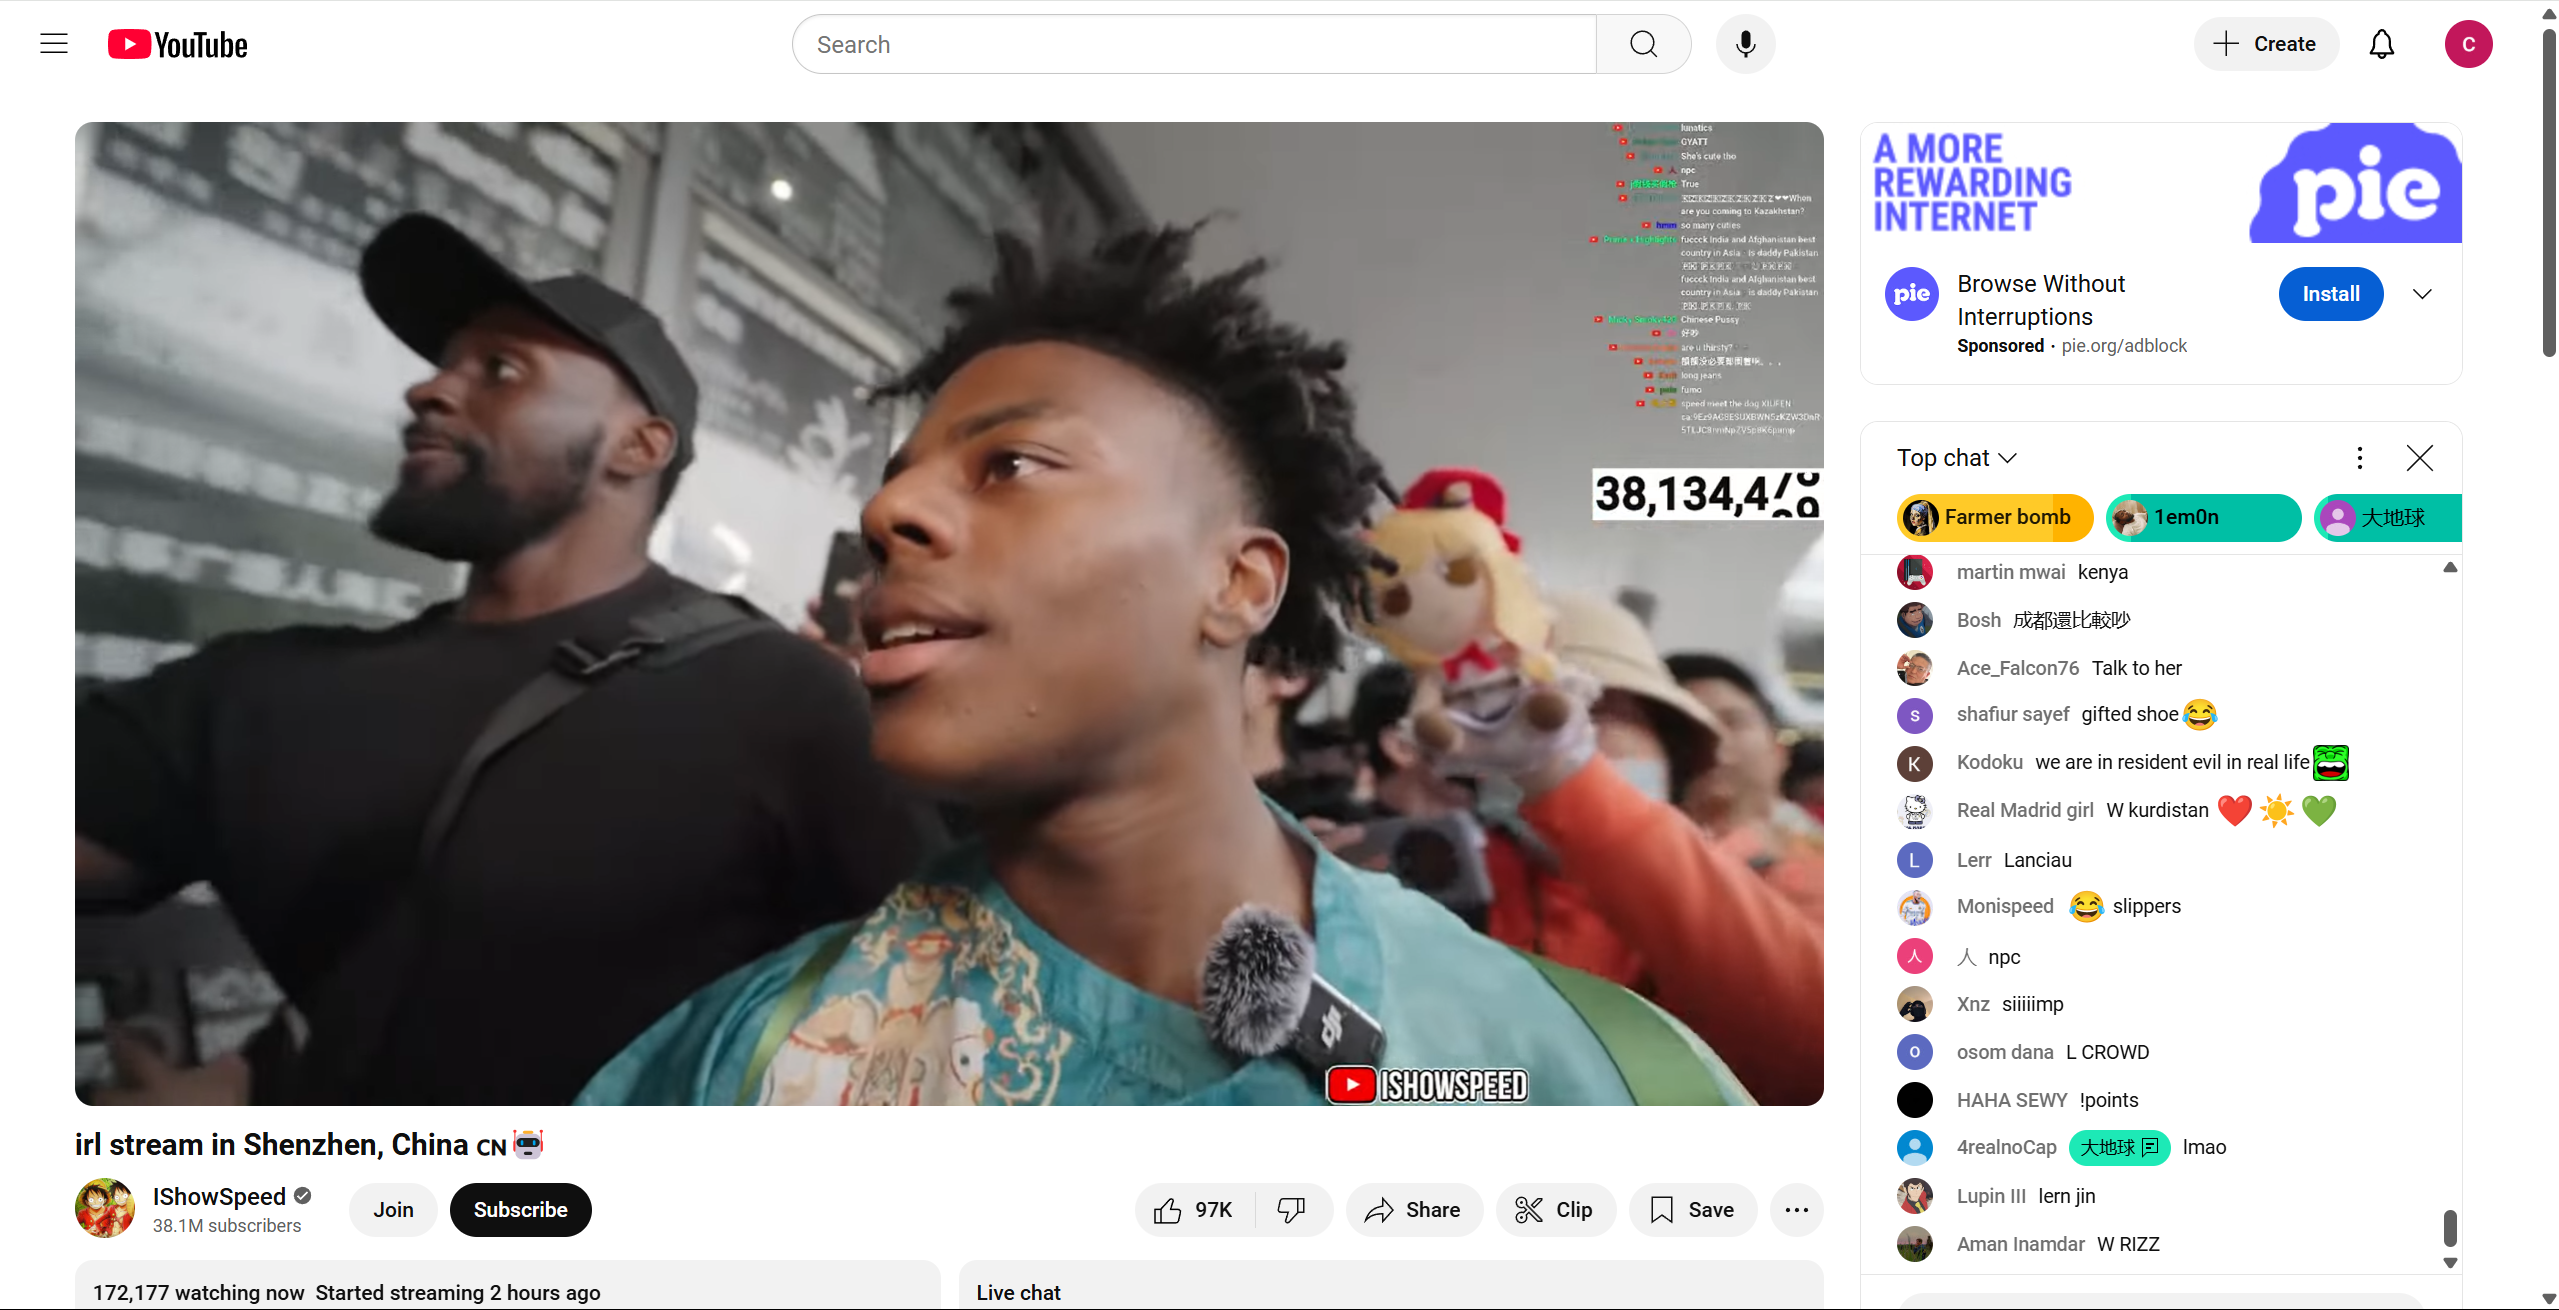 YouTube
Search
Create
C
lunatics
GYATT
She's cute tho
人 npc
True
When
are you coming to Kazakhstan?
hmm so many cuties
fuccck India and Afghanistan best
country in Asia is daddy Pakistan
fuccck India and Afghanistan best
country in Asia is daddy Pakistan
Chinese Pussy
好吵
are u thirsty?
long jeans
fumo
speed meet the dog XIUFEN
38,134,4
ISHOWSPEED
A MORE
REWARDING
INTERNET
pie
pie
Browse Without
Interruptions
Sponsored · pie.org/adblock
Install
Top chat
Farmer bomb
1em0n
大地球
martin mwai kenya
Bosh 成都還比較吵
Ace_Falcon76 Talk to her
S shafiur sayef gifted shoe😂
K Kodoku we are in resident evil in real life
Real Madrid girl W kurdistan ❤️ ☀️ 💚
L Lerr Lanciau
Monispeed 😂 slippers
人 人 npc
Xnz siiiiimp
O osom dana L CROWD
HAHA SEWY !points
4realnoCap 大地球 lmao
Lupin III lern jin
Aman Inamdar W RIZZ
irl stream in Shenzhen, China CN 🤖
IShowSpeed
38.1M subscribers
Join
Subscribe
97K
Share
Clip
Save
172,177 watching now Started streaming 2 hours ago
Live chat